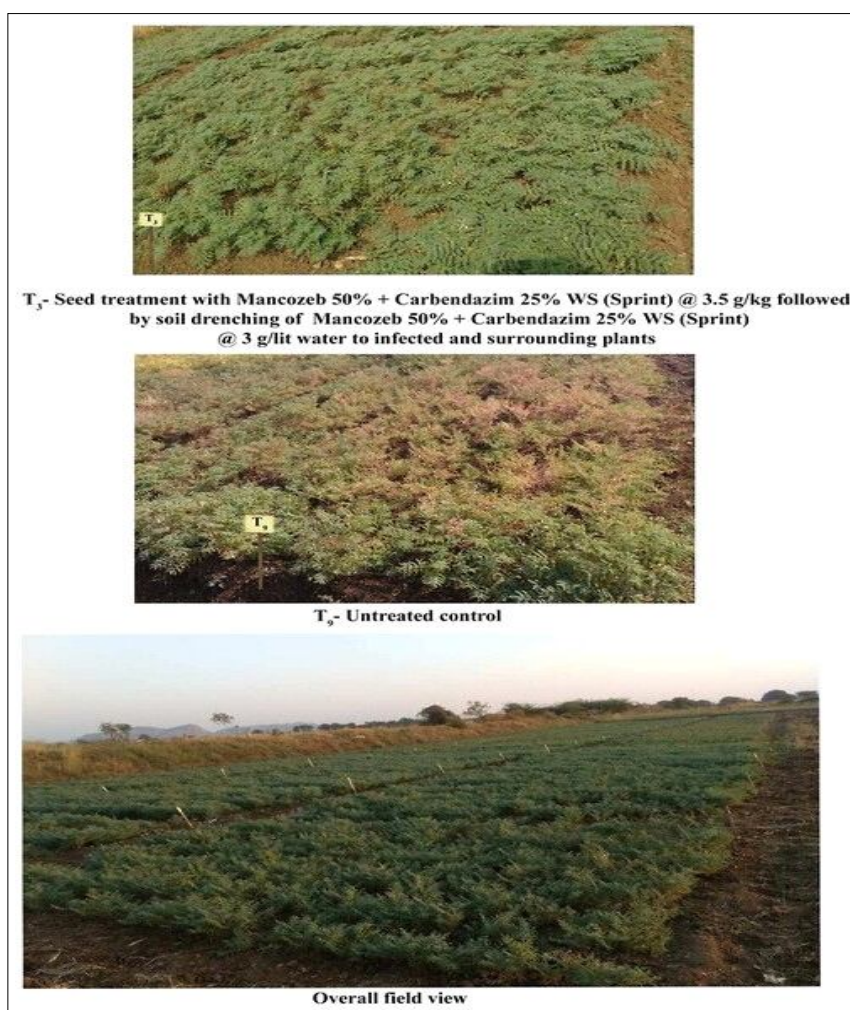 T₃
T₃- Seed treatment with Mancozeb 50% + Carbendazim 25% WS (Sprint) @ 3.5 g/kg followed
by soil drenching of Mancozeb 50% + Carbendazim 25% WS (Sprint)
@ 3 g/lit water to infected and surrounding plants
T₉
T₉- Untreated control
Overall field view